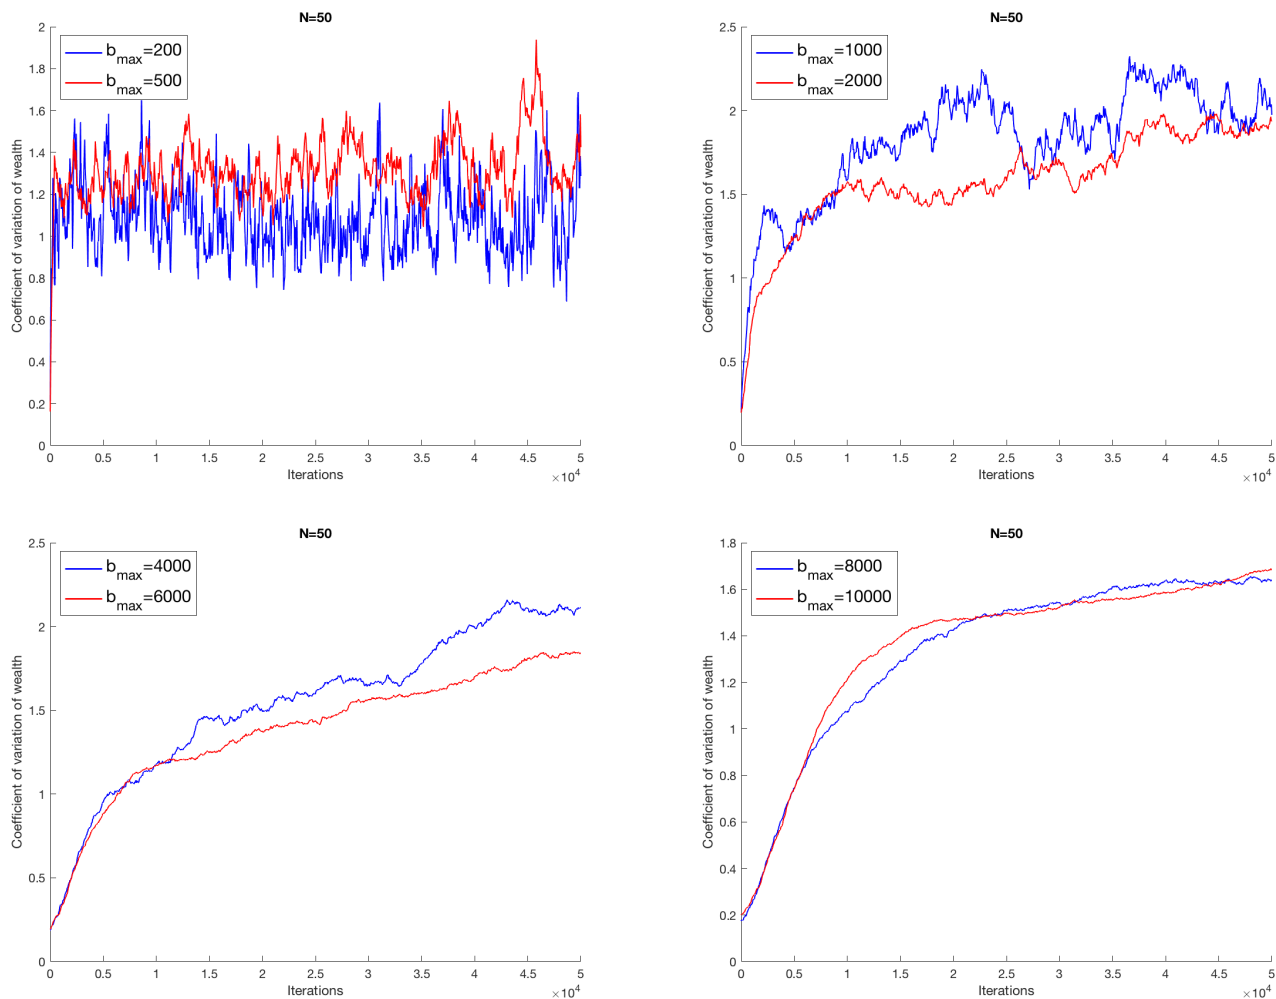 N=50
b_max=200
b_max=500
Coefficient of variation of wealth
2
1.8
1.6
1.4
1.2
1
0.8
0.6
0.4
0.2
0
0 0.5 1 1.5 2 2.5 3 3.5 4 4.5 5
Iterations
×10^4
N=50
b_max=1000
b_max=2000
Coefficient of variation of wealth
2.5
2
1.5
1
0.5
0
0 0.5 1 1.5 2 2.5 3 3.5 4 4.5 5
Iterations
×10^4
N=50
b_max=4000
b_max=6000
Coefficient of variation of wealth
2.5
2
1.5
1
0.5
0
0 0.5 1 1.5 2 2.5 3 3.5 4 4.5 5
Iterations
×10^4
N=50
b_max=8000
b_max=10000
Coefficient of variation of wealth
1.8
1.6
1.4
1.2
1
0.8
0.6
0.4
0.2
0
0 0.5 1 1.5 2 2.5 3 3.5 4 4.5 5
Iterations
×10^4